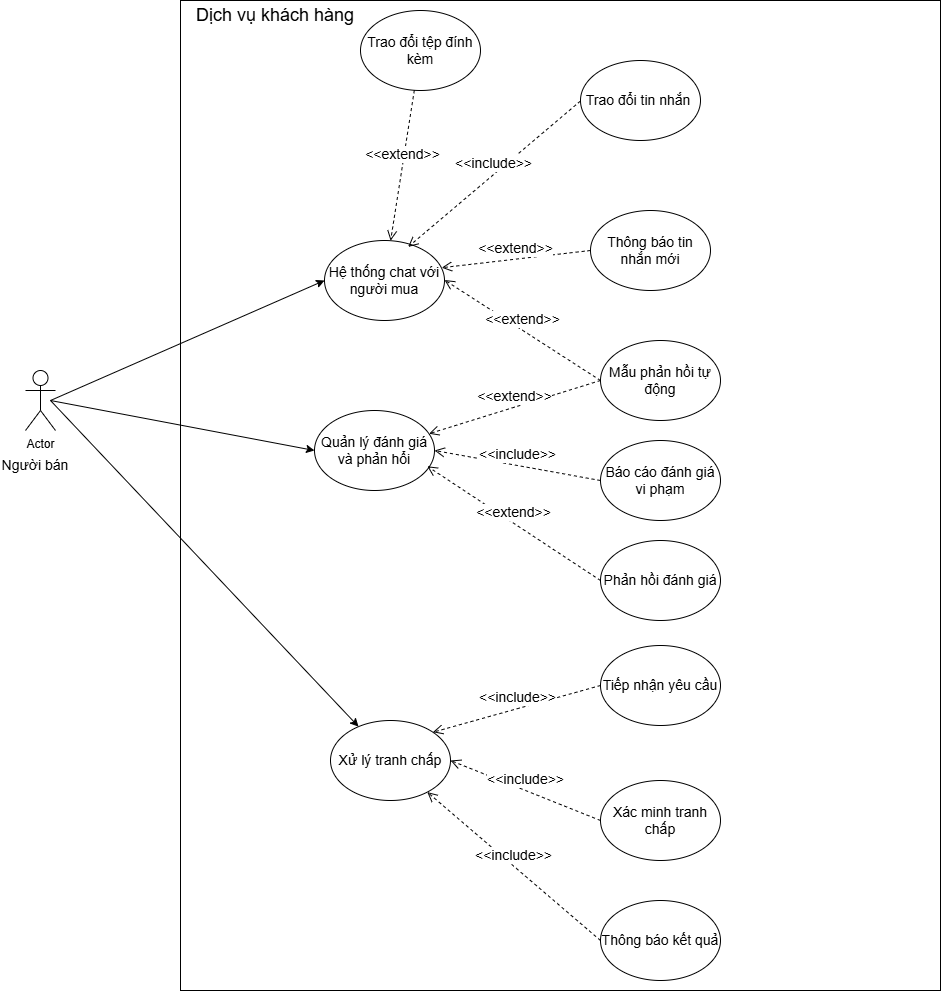 Dịch vụ khách hàng
Trao đổi tệp đính
kèm
Trao đổi tin nhắn
<<extend>>
<<include>>
Thông báo tin
nhắn mới
<<extend>>
Hệ thống chat với
người mua
<<extend>>
Mẫu phản hồi tự
động
<<extend>>
Actor
Người bán
Quản lý đánh giá
và phản hồi
<<include>>
Báo cáo đánh giá
vi phạm
<<extend>>
Phản hồi đánh giá
Tiếp nhận yêu cầu
<<include>>
Xử lý tranh chấp
<<include>>
Xác minh tranh
chấp
<<include>>
Thông báo kết quả